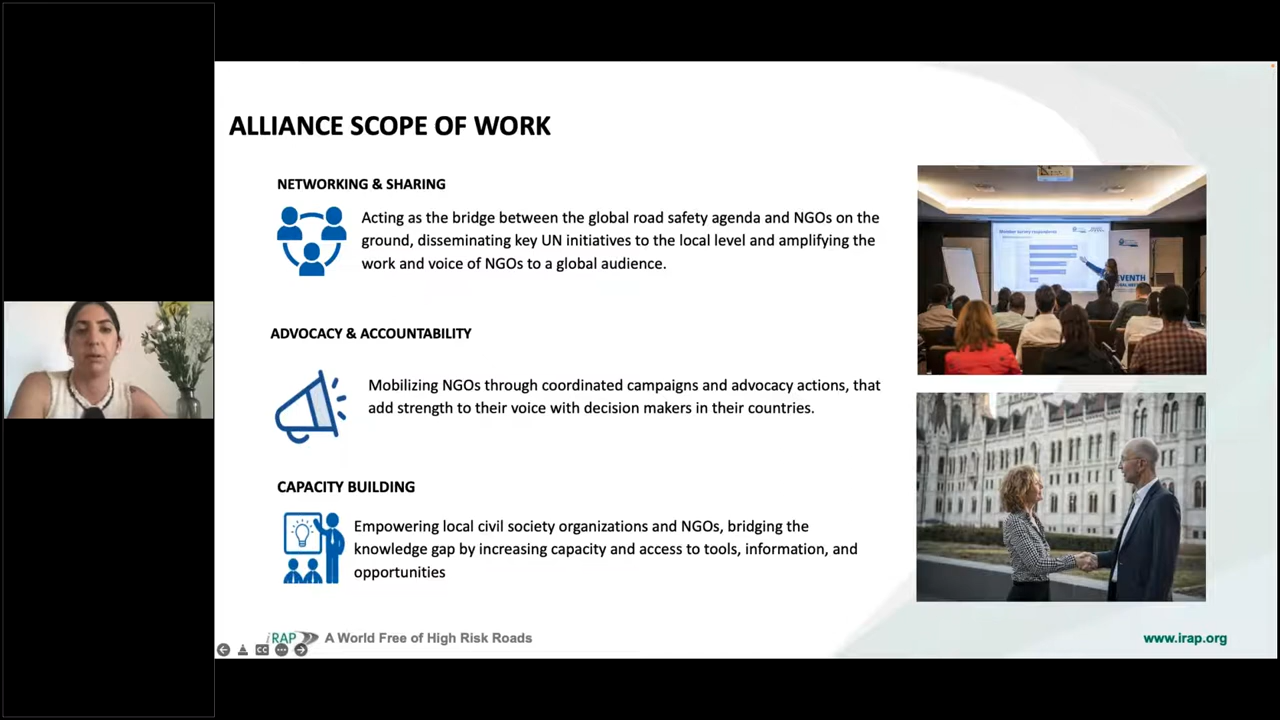 ALLIANCE SCOPE OF WORK
NETWORKING & SHARING
Acting as the bridge between the global road safety agenda and NGOs on the
ground, disseminating key UN initiatives to the local level and amplifying the
work and voice of NGOs to a global audience.
ADVOCACY & ACCOUNTABILITY
Mobilizing NGOs through coordinated campaigns and advocacy actions, that
add strength to their voice with decision makers in their countries.
CAPACITY BUILDING
Empowering local civil society organizations and NGOs, bridging the
knowledge gap by increasing capacity and access to tools, information, and
opportunities
Member survey respondents
EVENTH
iRAP A World Free of High Risk Roads
CC
www.irap.org